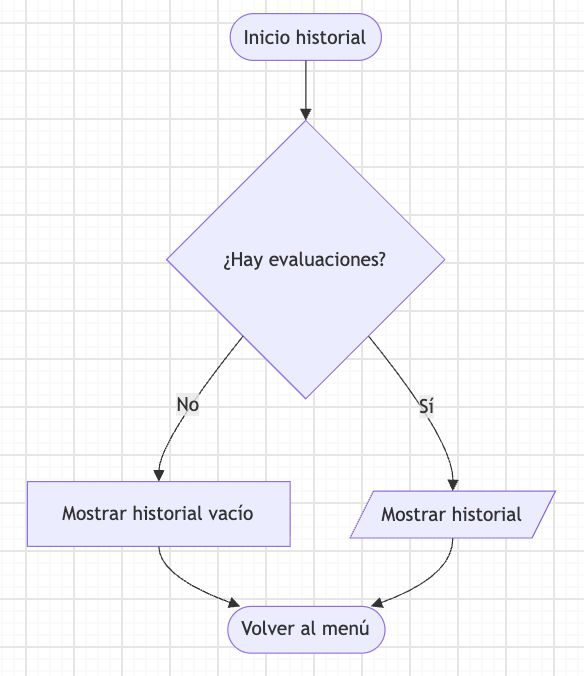 Inicio historial
¿Hay evaluaciones?
No
Sí
Mostrar historial vacío
Mostrar historial
Volver al menú